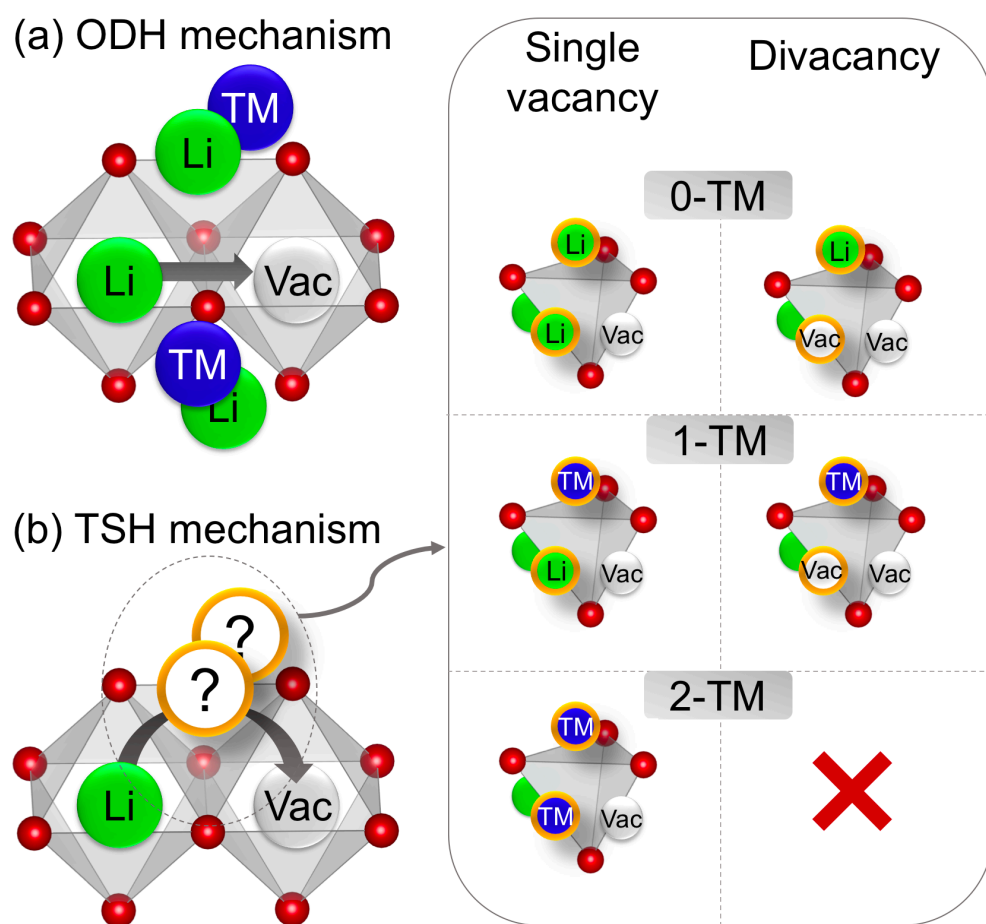 (a) ODH mechanism
TM
Li
Li
Vac
TM
Li
(b) TSH mechanism
?
?
Li
Vac
Single
vacancy
Divacancy
0-TM
Li
Li
Vac
Li
Vac
Vac
1-TM
TM
Li
Vac
TM
Vac
Vac
2-TM
TM
TM
Vac